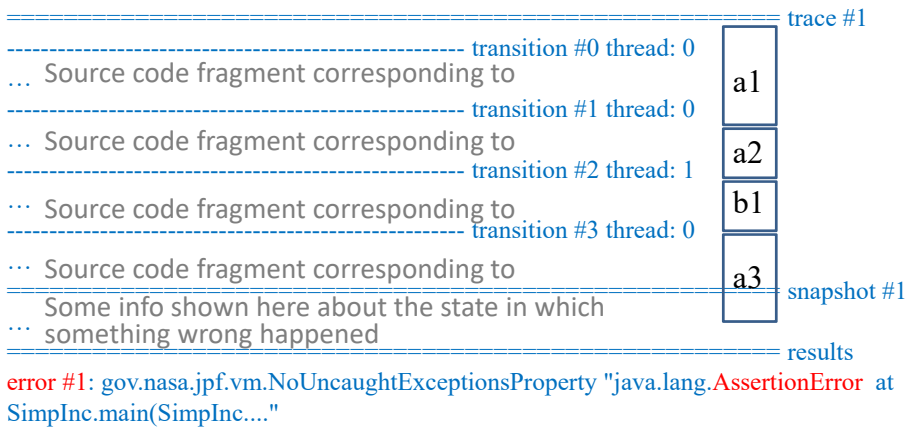 ====================================================== trace #1
------------------------------------------------------ transition #0 thread: 0
… Source code fragment corresponding to
a1
------------------------------------------------------ transition #1 thread: 0
… Source code fragment corresponding to
a2
------------------------------------------------------ transition #2 thread: 1
… Source code fragment corresponding to
b1
------------------------------------------------------ transition #3 thread: 0
… Source code fragment corresponding to
a3
====================================================== snapshot #1
Some info shown here about the state in which
… something wrong happened
====================================================== results
error #1: gov.nasa.jpf.vm.NoUncaughtExceptionsProperty "java.lang.AssertionError at
SimpInc.main(SimpInc...."